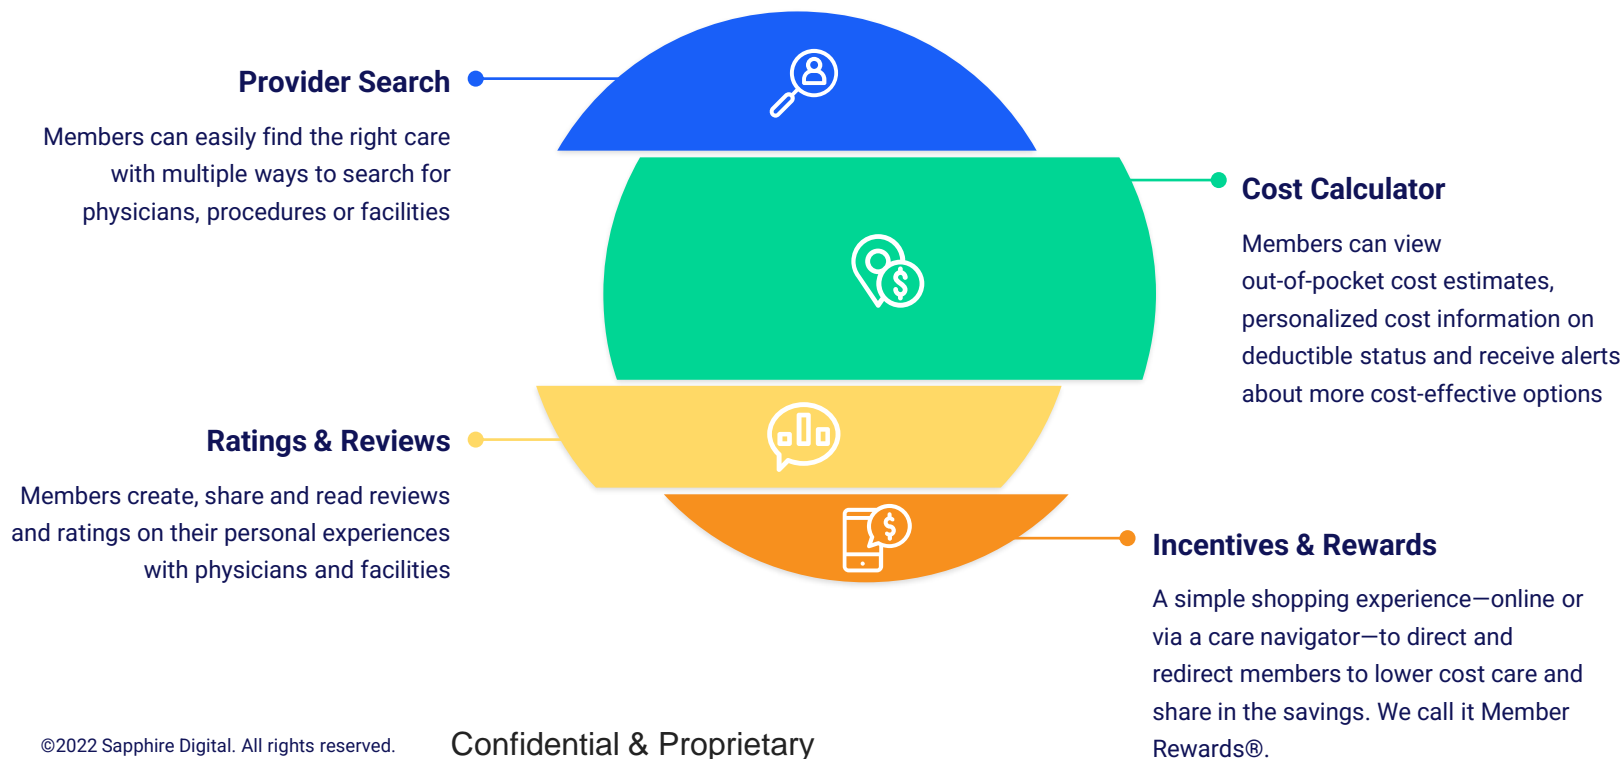 Provider Search
Members can easily find the right care
with multiple ways to search for
physicians, procedures or facilities
Cost Calculator
Members can view
out-of-pocket cost estimates,
personalized cost information on
deductible status and receive alerts
about more cost-effective options
Ratings & Reviews
Members create, share and read reviews
and ratings on their personal experiences
with physicians and facilities
Incentives & Rewards
A simple shopping experience—online or
via a care navigator—to direct and
redirect members to lower cost care and
share in the savings. We call it Member
Rewards®.
©2022 Sapphire Digital. All rights reserved.
Confidential & Proprietary